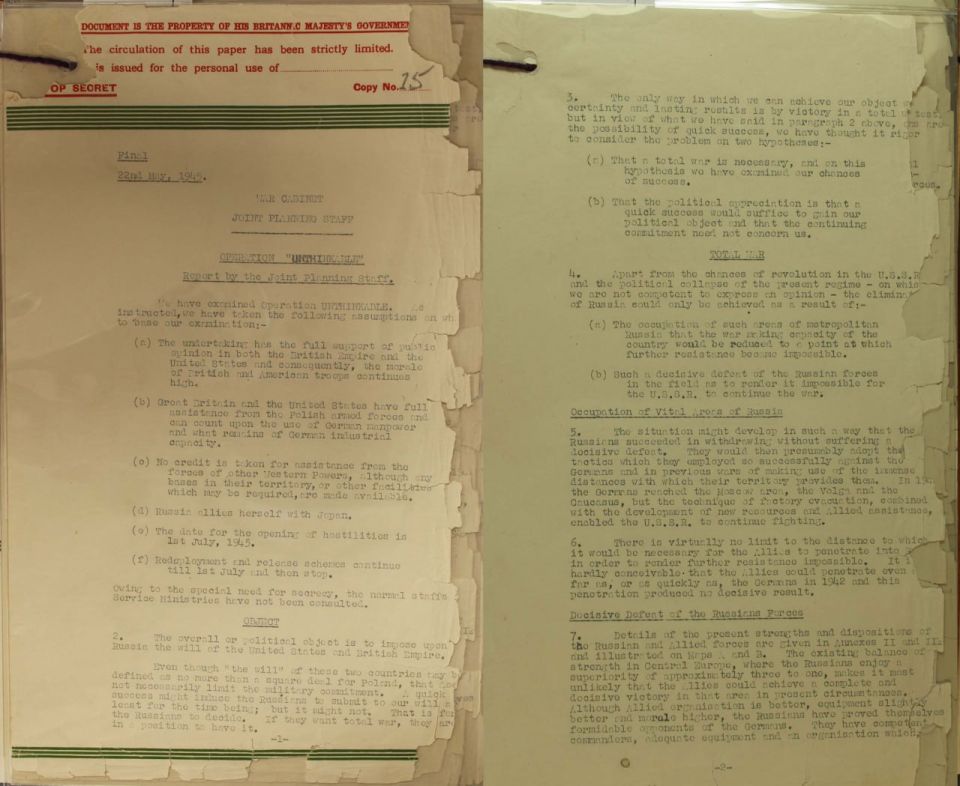 DOCUMENT IS THE PROPERTY OF HIS BRITANN.C MAJESTY'S GOVERNMEN
The circulation of this paper has been strictly limited.
is issued for the personal use of
OP SECRET
Copy No. 25
Final
22nd May, 1945.
WAR CABINET
JOINT PLANNING STAFF
OPERATION "UNTHINKABLE"
Report by the Joint Planning Staff.
We have examined Operation UNTHINKABLE. As
instructed, we have taken the following assumptions on wh
to base our examination:-
(a) The undertaking has the full support of public
opinion in both the British Empire and the
United States and consequently, the morale
of British and American troops continues
high.
(b) Great Britain and the United States have full
assistance from the Polish armed forces and
can count upon the use of German manpower
and what remains of German industrial
capacity.
(c) No credit is taken for assistance from the
forces of other Western Powers, although any
bases in their territory, or other facilities
which may be required, are made available.
(d) Russia allies herself with Japan.
(e) The date for the opening of hostilities is
1st July, 1945.
(f) Redeployment and release schemes continue
till 1st July and then stop.
Owing to the special need for secrecy, the normal staffs
Service Ministries have not been consulted.
OBJECT
2. The overall or political object is to impose upon
Russia the will of the United States and British Empire.
Even though "the will" of these two countries may b
defined as no more than a square deal for Poland, that
not necessarily limit the military commitment. A quick
success might induce the Russians to submit to our will
least for the time being; but it might not. That is for
the Russians to decide. If they want total war, they are
in a position to have it.
-1-
3. The only way in which we can achieve our object
certainty and lasting results is by victory in a total
but in view of what we have said in paragraph 2 above,
the possibility of quick success, we have thought it right
to consider the problem on two hypotheses:-
(a) That a total war is necessary, and on this
hypothesis we have examined our chances
of success.
(b) That the political appreciation is that a
quick success would suffice to gain our
political object and that the continuing
commitment need not concern us.
TOTAL WAR
4. Apart from the chances of revolution in the U.S.S.R
and the political collapse of the present regime - on whic
we are not competent to express an opinion - the eliminat
of Russia could only be achieved as a result of:-
(a) The occupation of such areas of metropolitan
Russia that the war making capacity of the
country would be reduced to a point at which
further resistance became impossible.
(b) Such a decisive defeat of the Russian forces
in the field as to render it impossible for
the U.S.S.R. to continue the war.
Occupation of Vital Areas of Russia
5. The situation might develop in such a way that the
Russians succeeded in withdrawing without suffering a
decisive defeat. They would then presumably adopt the
tactics which they employed so successfully against the
Germans and in previous wars of making use of the immense
distances with which their territory provides them. In
the Germans reached the Moscow area, the Volga and the
Caucasus, but the technique of factory evacuation, combined
with the development of new resources and Allied assistance,
enabled the U.S.S.R. to continue fighting.
6. There is virtually no limit to the distance to which
it would be necessary for the Allies to penetrate into
in order to render further resistance impossible. It
hardly conceivable that the Allies could penetrate even
far as, or as quickly as, the Germans in 1942 and this
penetration produced no decisive result.
Decisive Defeat of the Russians Forces
7. Details of the present strengths and dispositions of
the Russian and Allied forces are given in Annexes II and III
and illustrated on Maps A and B. The existing balance of
strength in Central Europe, where the Russians enjoy a
superiority of approximately three to one, makes it most
unlikely that the Allies could achieve a complete and
decisive victory in that area in present circumstances.
Although Allied organisation is better, equipment slightly
better and morale higher, the Russians have proved themselves
formidable opponents of the Germans. They have competent
commanders, adequate equipment and an organisation which,
-2-